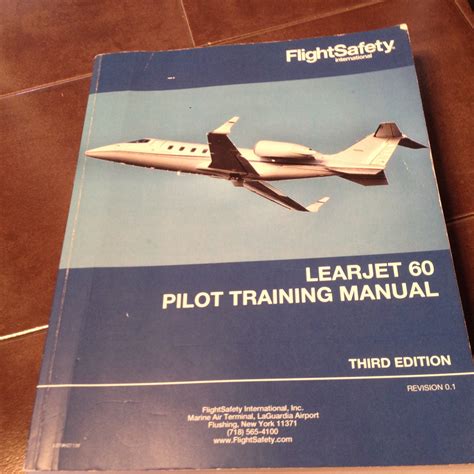 FlightSafety
international
LEARJET 60
PILOT TRAINING MANUAL
THIRD EDITION
REVISION 0.1
FlightSafety International, Inc.
Marine Air Terminal, LaGuardia Airport
Flushing, New York 11371
(718) 565-4100
www.FlightSafety.com